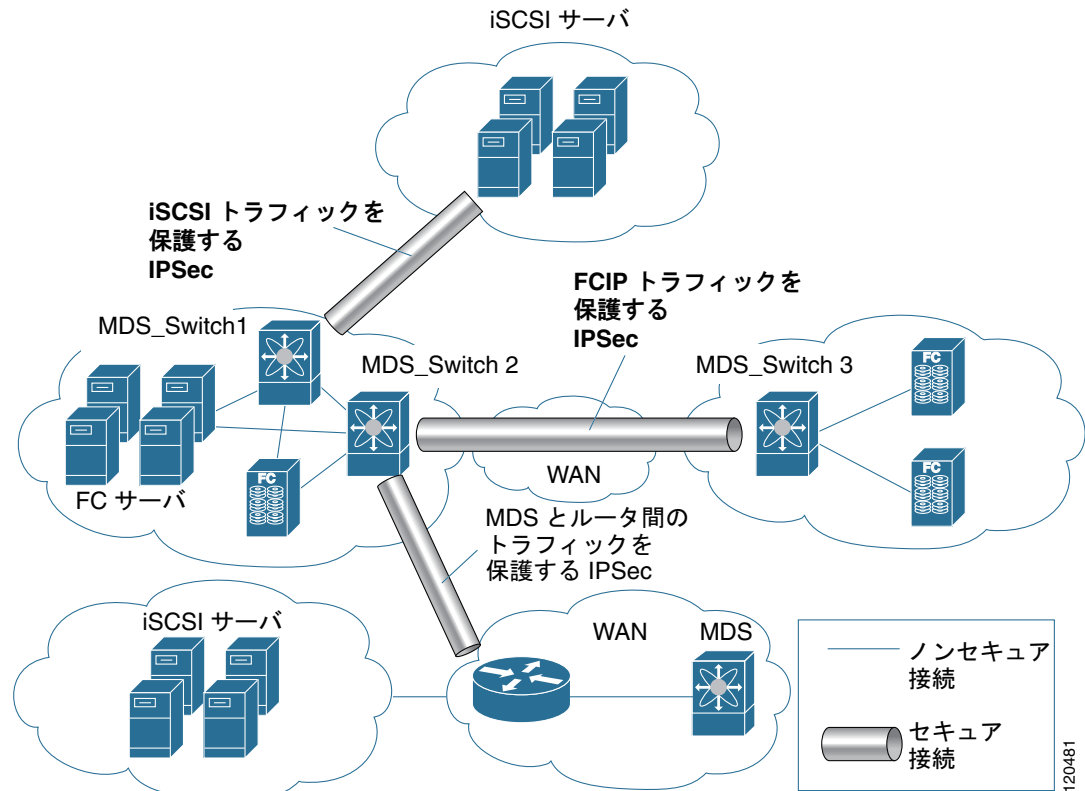 iSCSI サーバ
iSCSI トラフィックを
保護する
IPSec
FCIP トラフィックを
保護する
IPSec
MDS_Switch1
MDS_Switch 2
MDS_Switch 3
FC
FC
FC
WAN
FC サーバ
MDS とルータ間の
トラフィックを
保護する IPSec
iSCSI サーバ
WAN
MDS
ノンセキュア
接続
セキュア
接続
120481